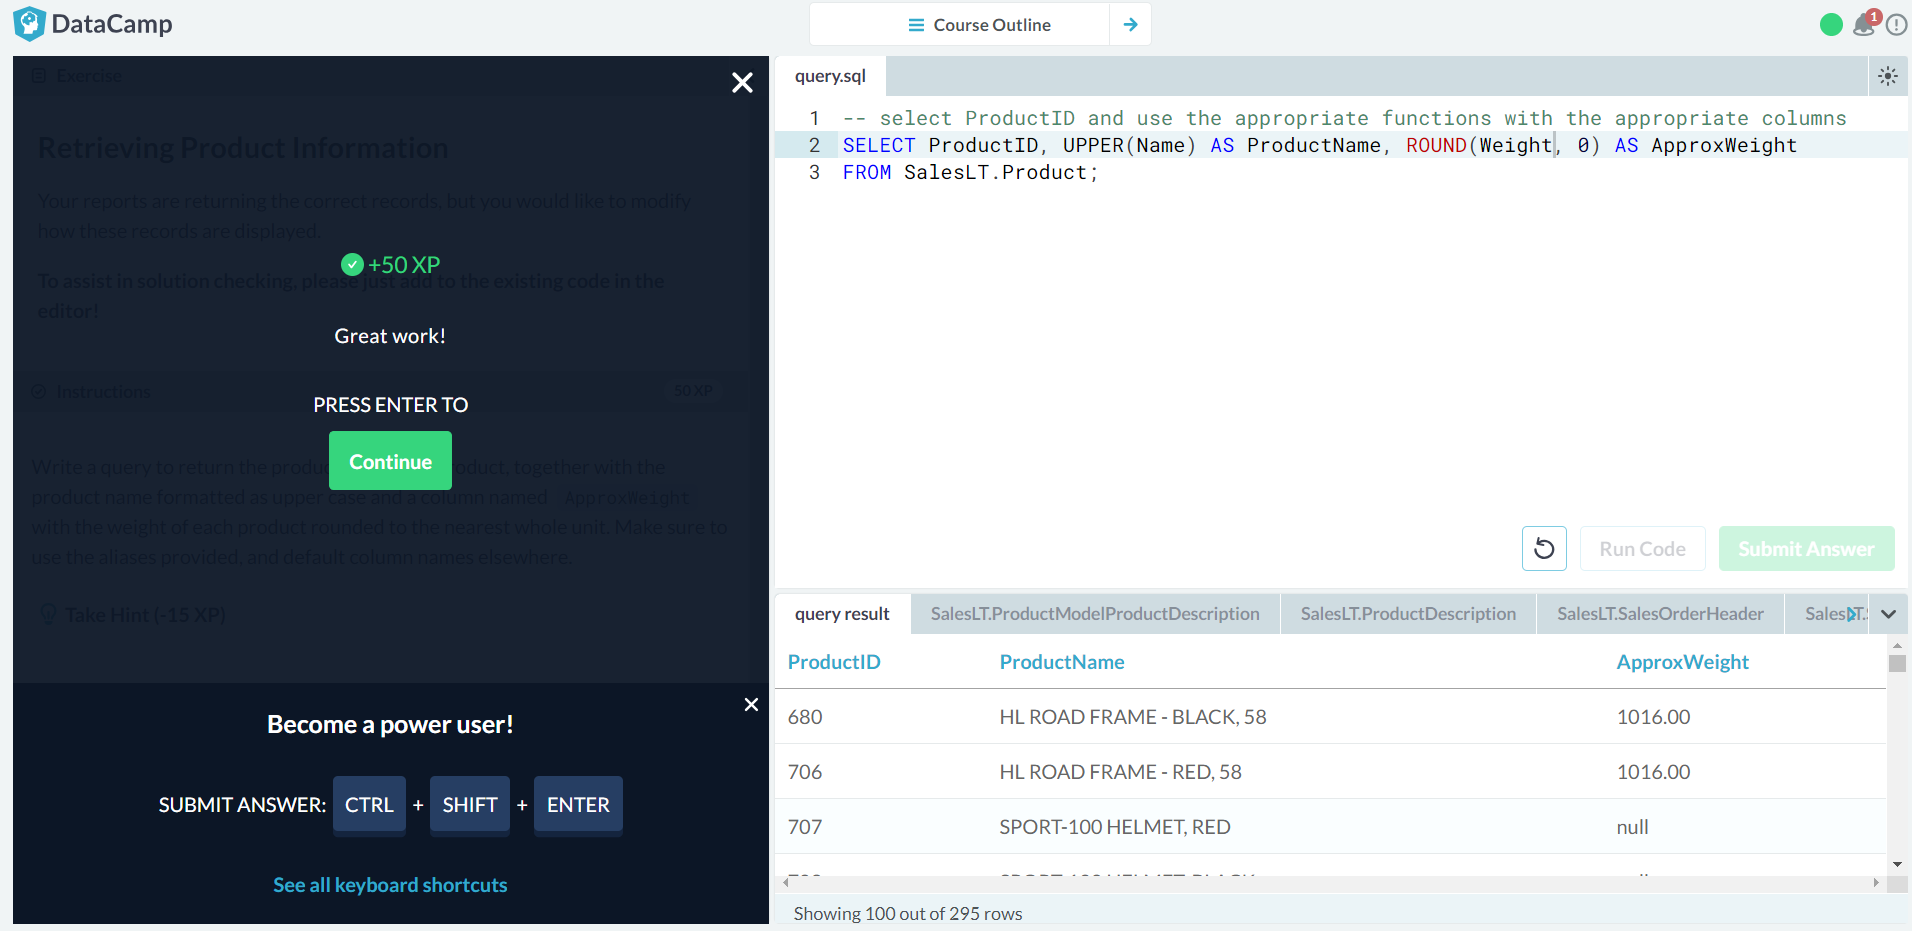 DataCamp
Course Outline
1
Exercise
Retrieving Product Information
Your reports are returning the correct records, but you would like to modify
how these records are displayed.
To assist in solution checking, please just add to the existing code in the
editor!
+50 XP
Great work!
Instructions
50 XP
PRESS ENTER TO
Continue
Write a query to return the produ oduct, together with the
product name formatted as upper case and a column named ApproxWeight
with the weight of each product rounded to the nearest whole unit. Make sure to
use the aliases provided, and default column names elsewhere.
Take Hint (-15 XP)
Become a power user!
SUBMIT ANSWER: CTRL + SHIFT + ENTER
See all keyboard shortcuts
query.sql
1 -- select ProductID and use the appropriate functions with the appropriate columns
2 SELECT ProductID, UPPER(Name) AS ProductName, ROUND(Weight, 0) AS ApproxWeight
3 FROM SalesLT.Product;
Run Code
Submit Answer
query result SalesLT.ProductModelProductDescription SalesLT.ProductDescription SalesLT.SalesOrderHeader
ProductID ProductName ApproxWeight
680 HL ROAD FRAME - BLACK, 58 1016.00
706 HL ROAD FRAME - RED, 58 1016.00
707 SPORT-100 HELMET, RED null
Showing 100 out of 295 rows